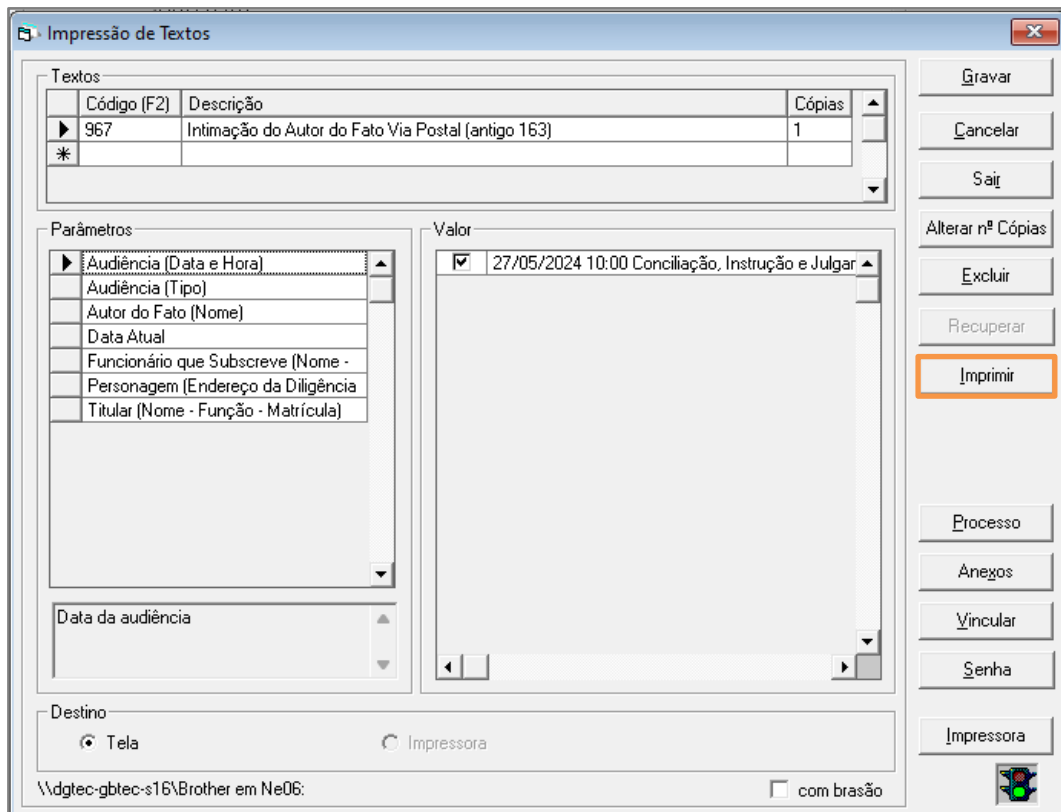 Impressão de Textos
Textos
Código (F2) Descrição Cópias
967 Intimação do Autor do Fato Via Postal (antigo 163) 1
Parâmetros
Audiência (Data e Hora)
Audiência (Tipo)
Autor do Fato (Nome)
Data Atual
Funcionário que Subscreve (Nome -
Personagem (Endereço da Diligência
Titular (Nome - Função - Matrícula)
Data da audiência
Valor
27/05/2024 10:00 Conciliação, Instrução e Julgar
Destino
Tela
Impressora
\\dgtec-gbtec-s16\Brother em Ne06:
com brasão
Gravar
Cancelar
Sair
Alterar nº Cópias
Excluir
Recuperar
Imprimir
Processo
Anexos
Vincular
Senha
Impressora